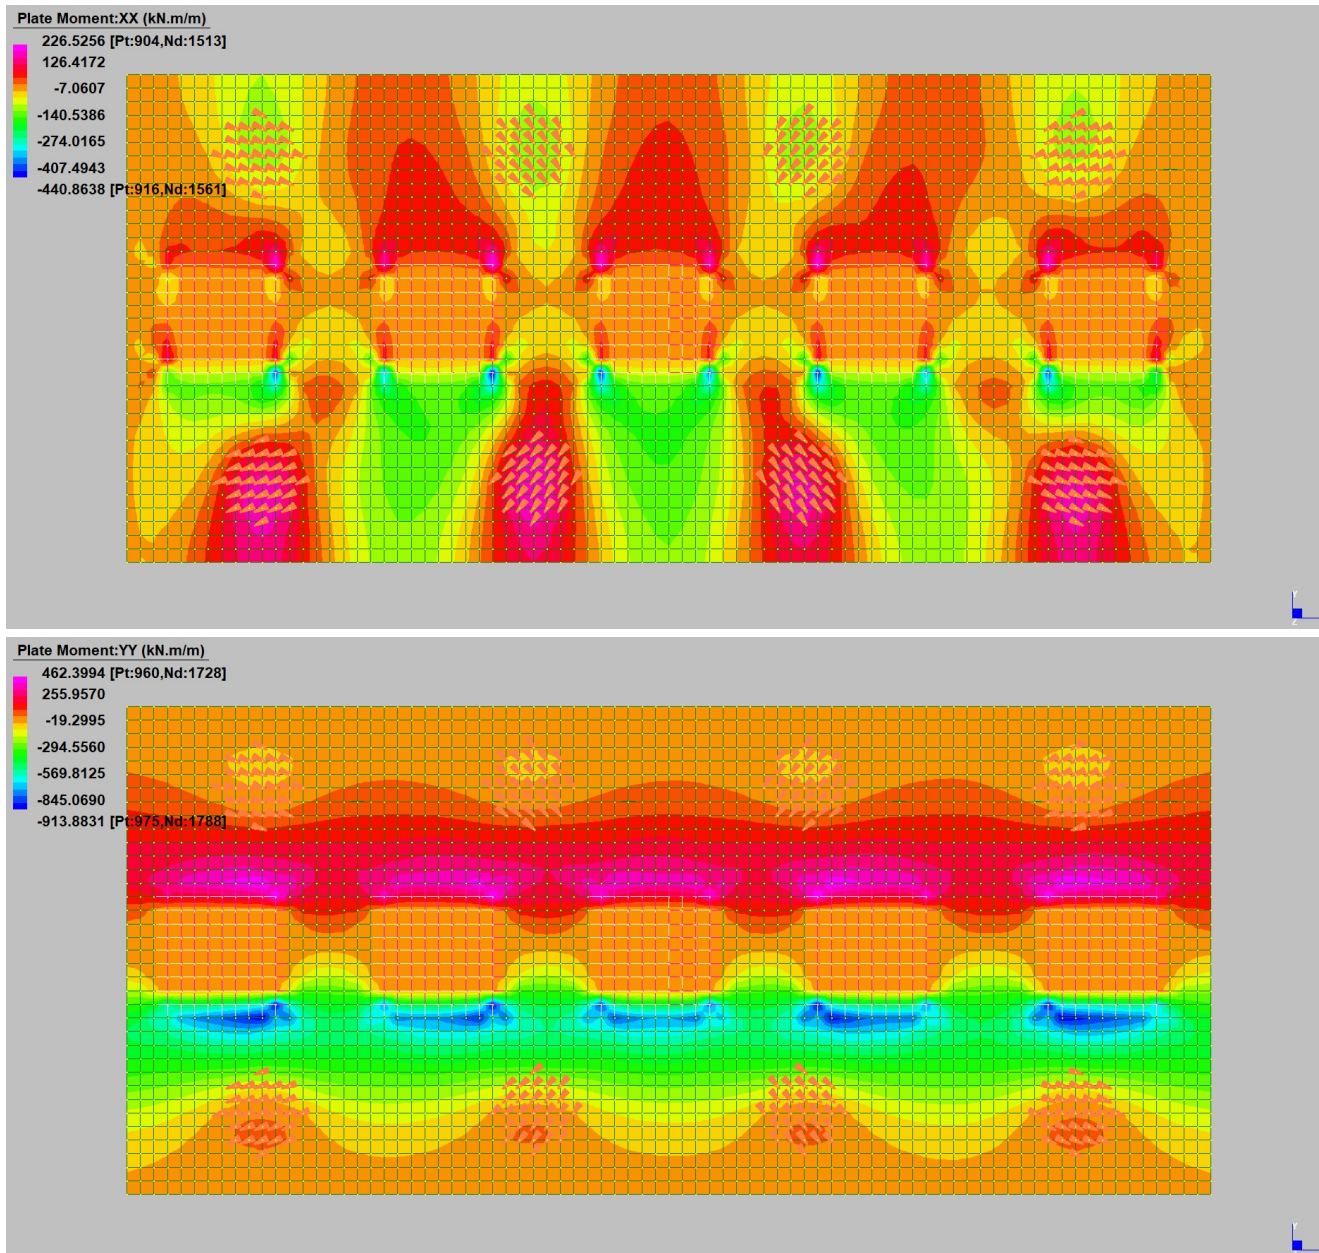 Plate Moment:XX (kN.m/m)
226.5256 [Pt:904,Nd:1513]
126.4172
-7.0607
-140.5386
-274.0165
-407.4943
-440.8638 [Pt:916,Nd:1561]
Y
Z
Plate Moment:YY (kN.m/m)
462.3994 [Pt:960,Nd:1728]
255.9570
-19.2995
-294.5560
-569.8125
-845.0690
-913.8831 [Pt:975,Nd:1788]
Y